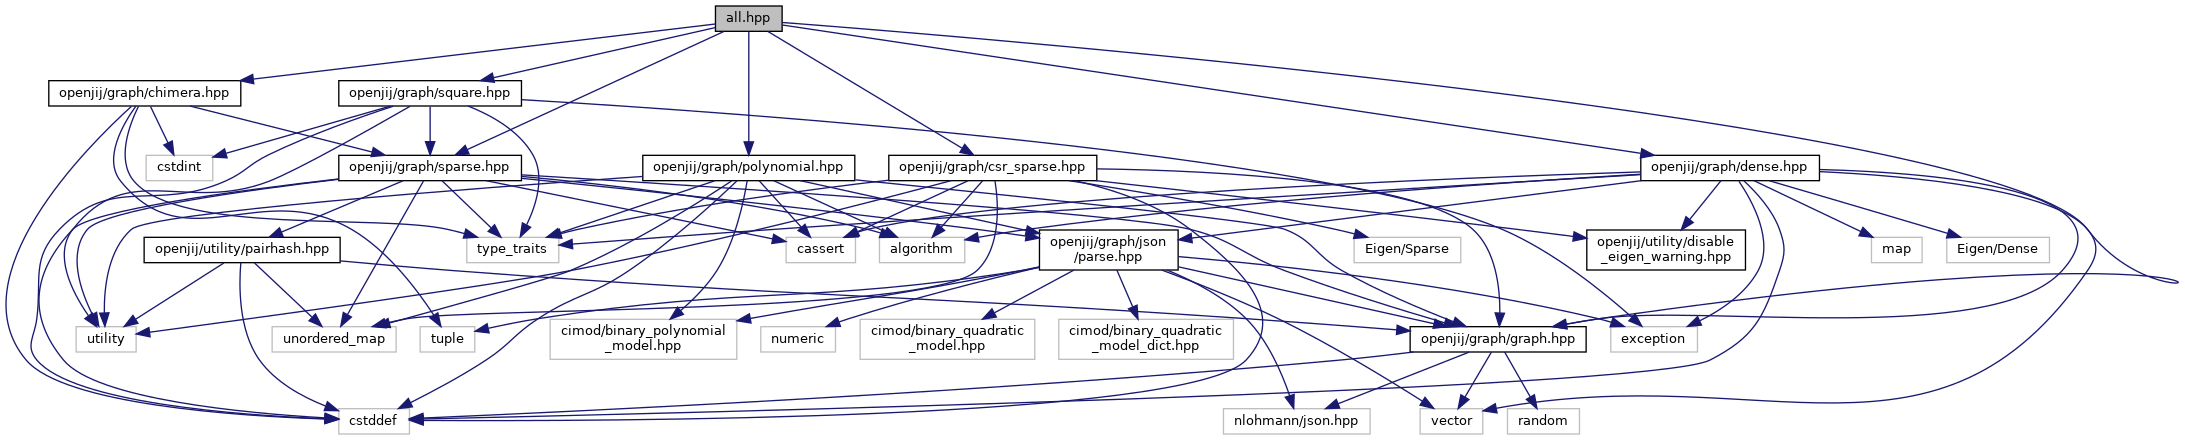 all.hpp
openjij/graph/chimera.hpp
openjij/graph/square.hpp
cstdint
openjij/graph/sparse.hpp
openjij/graph/polynomial.hpp
openjij/graph/csr_sparse.hpp
openjij/graph/dense.hpp
openjij/utility/pairhash.hpp
type_traits
cassert
algorithm
openjij/graph/json
/parse.hpp
Eigen/Sparse
openjij/utility/disable
_eigen_warning.hpp
map
Eigen/Dense
utility
unordered_map
tuple
cimod/binary_polynomial
_model.hpp
numeric
cimod/binary_quadratic
_model.hpp
cimod/binary_quadratic
_model_dict.hpp
openjij/graph/graph.hpp
exception
cstddef
nlohmann/json.hpp
vector
random